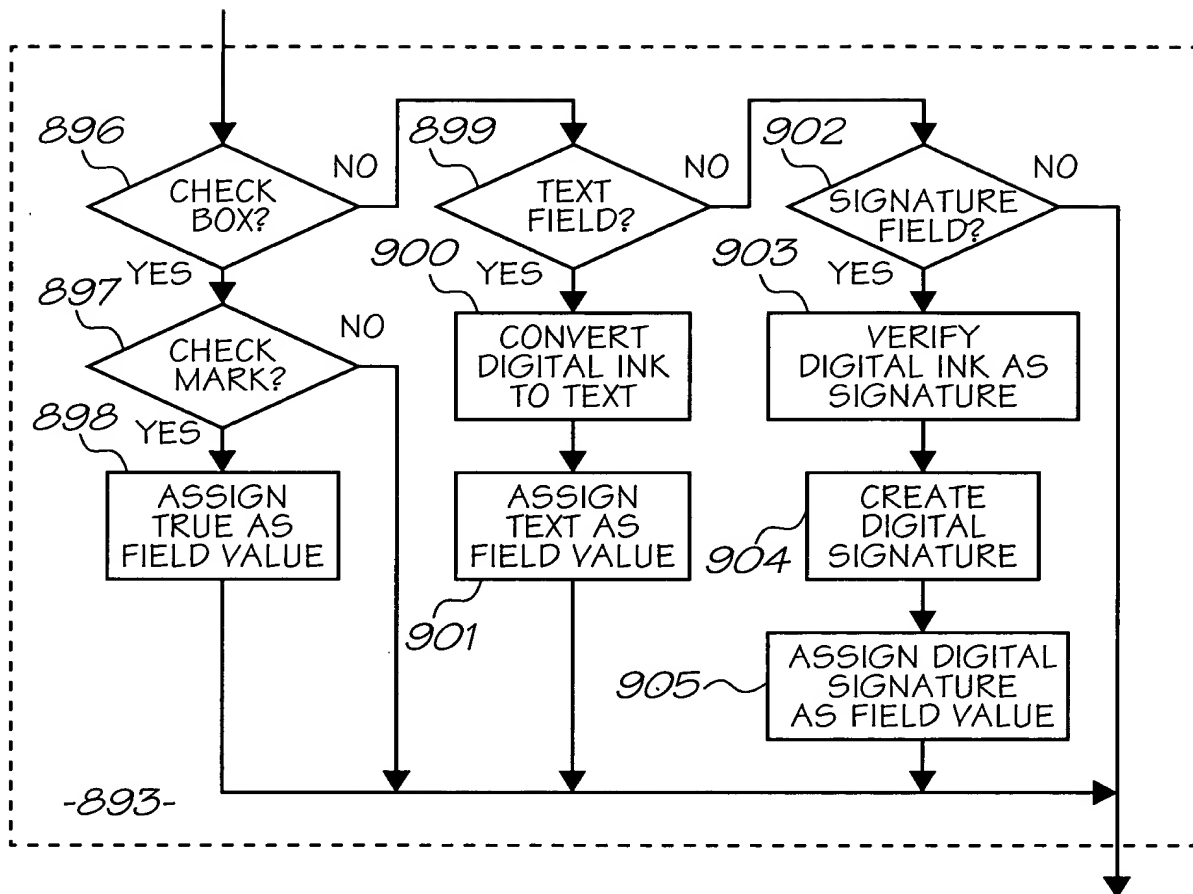 896
CHECK
BOX?
NO
YES
897
CHECK
MARK?
NO
YES
898
ASSIGN
TRUE AS
FIELD VALUE
899
TEXT
FIELD?
NO
YES
900
CONVERT
DIGITAL INK
TO TEXT
ASSIGN
TEXT AS
FIELD VALUE
901
902
SIGNATURE
FIELD?
NO
YES
903
VERIFY
DIGITAL INK AS
SIGNATURE
CREATE
DIGITAL
SIGNATURE
904
ASSIGN DIGITAL
SIGNATURE
AS FIELD VALUE
905
-893-